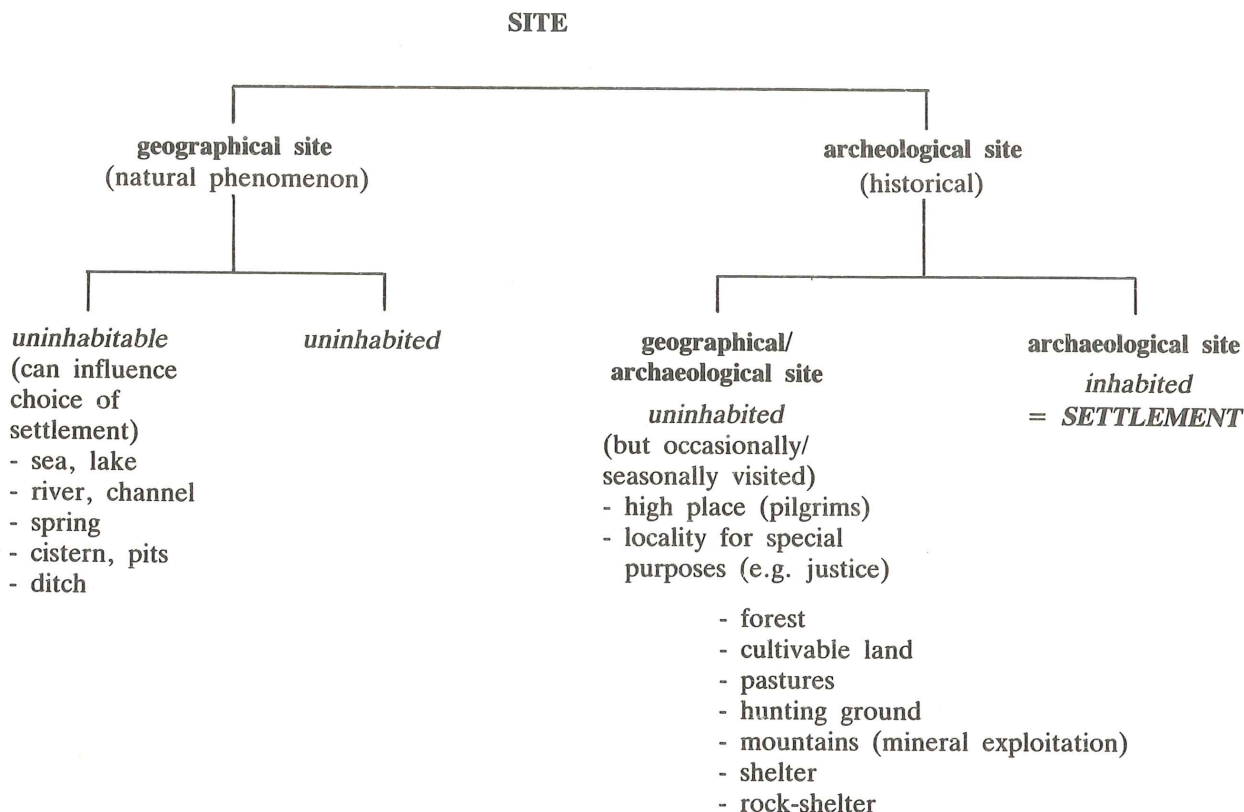 SITE
geographical site
(natural phenomenon)
archeological site
(historical)
uninhabitable
(can influence
choice of
settlement)
- sea, lake
- river, channel
- spring
- cistern, pits
- ditch
uninhabited
geographical/
archaeological site
uninhabited
(but occasionally/
seasonally visited)
- high place (pilgrims)
- locality for special
purposes (e.g. justice)
- forest
- cultivable land
- pastures
- hunting ground
- mountains (mineral exploitation)
- shelter
- rock-shelter
archaeological site
inhabited
= SETTLEMENT